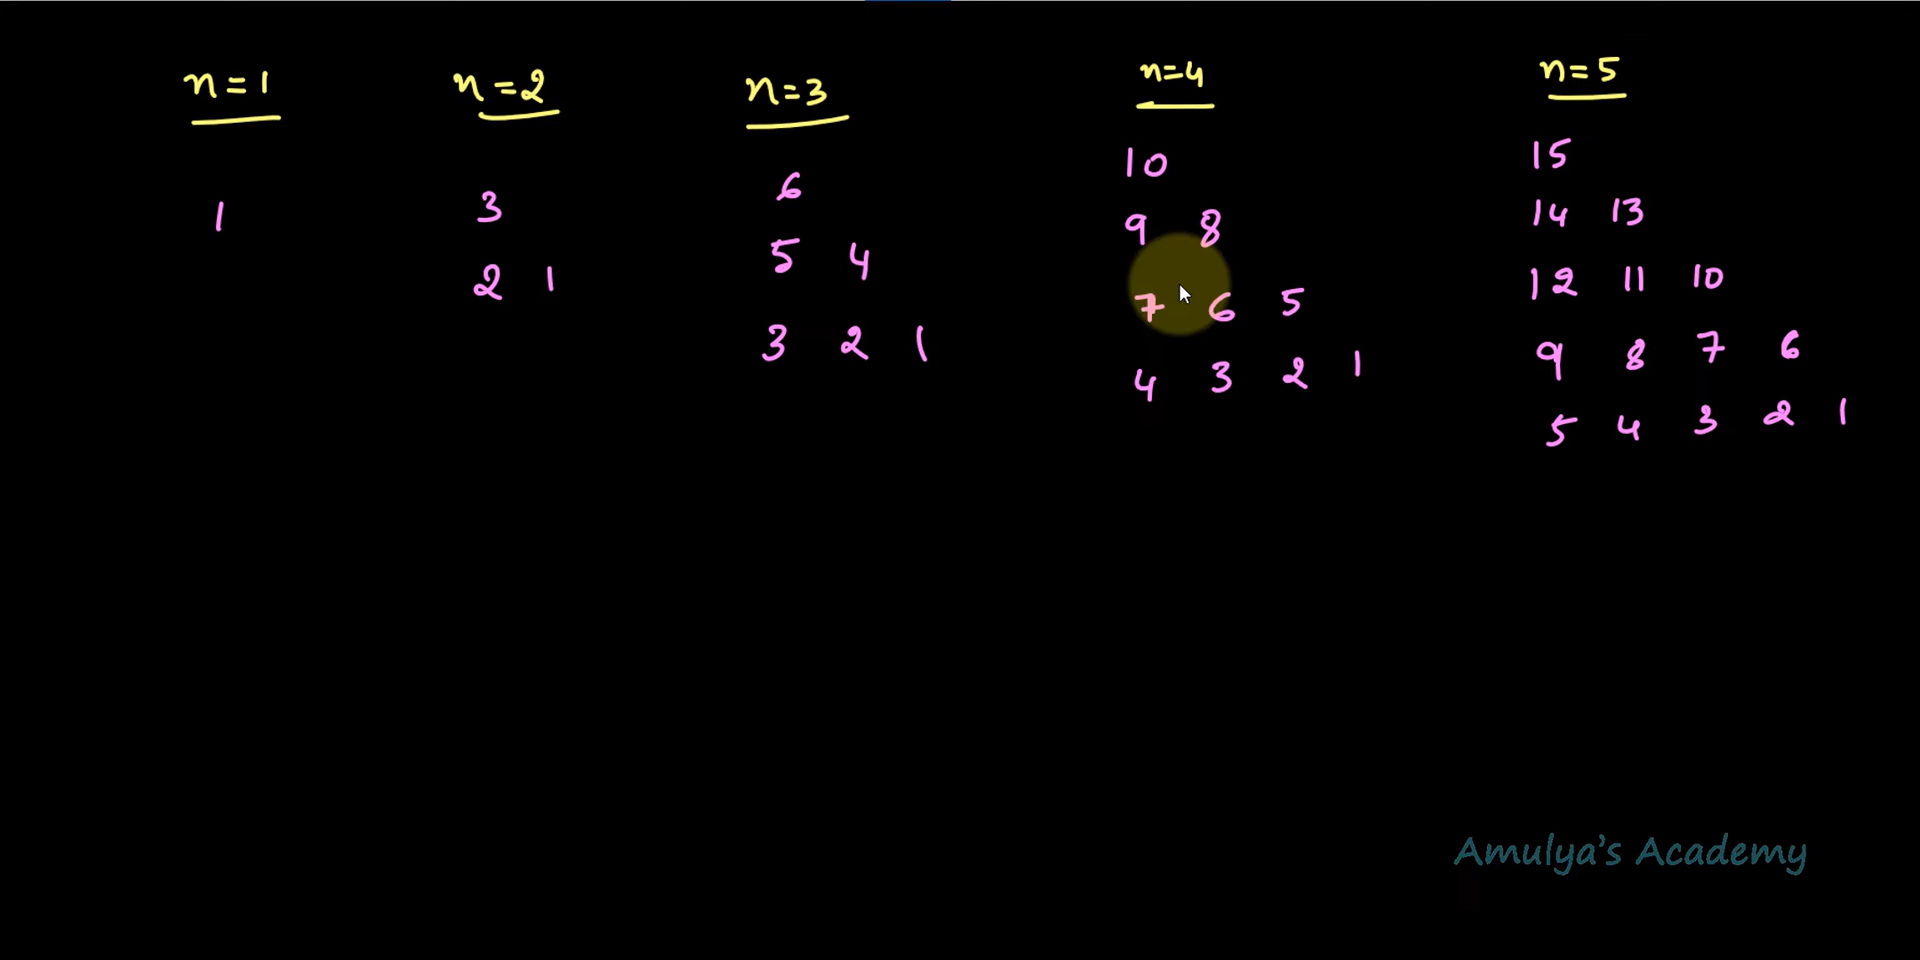 n=1
1
n=2
3
2 1
n=3
6
5 4
3 2 1
n=4
10
9 8
7 6 5
4 3 2 1
n=5
15
14 13
12 11 10
9 8 7 6
5 4 3 2 1
Amulya's Academy